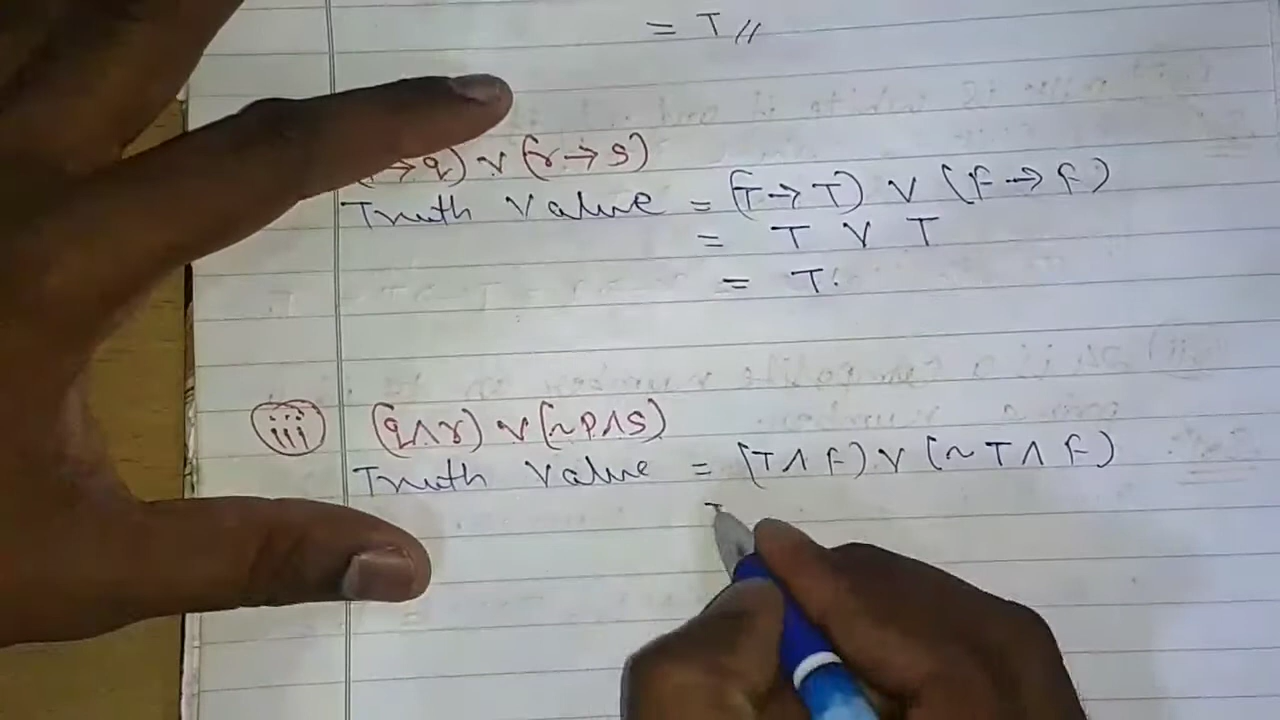 = T //
→q) ∨ (r→s)
Truth Value = (T→T) ∨ (F→F)
= T ∨ T
= T.
iii (q∧r) ∨ (~p∧s)
Truth Value = (T∧F) ∨ (~T∧F)